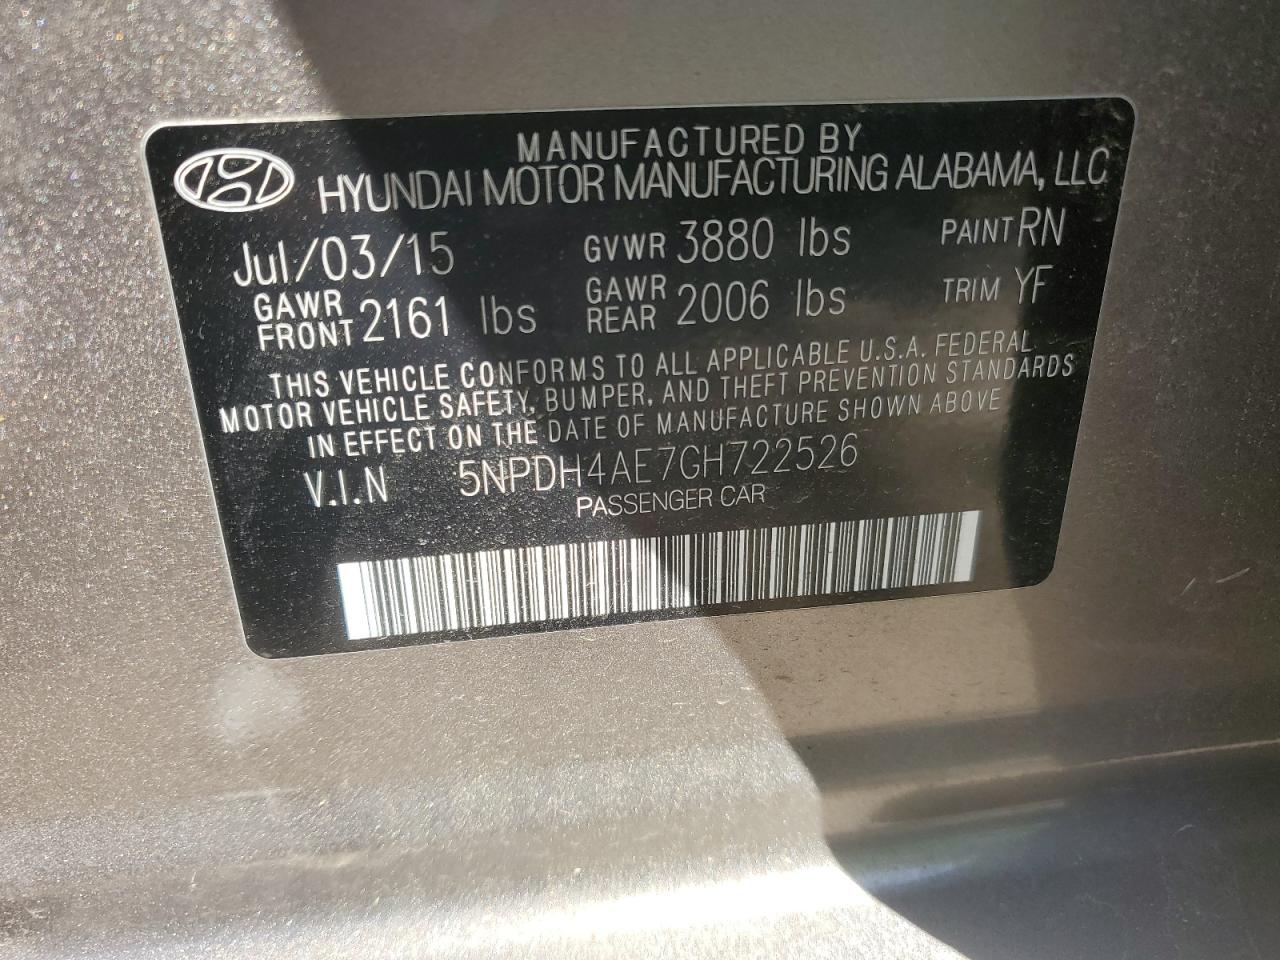 MANUFACTURED BY
HYUNDAI MOTOR MANUFACTURING ALABAMA, LLC
Jul/03/15 GVWR 3880 lbs PAINT RN
GAWR FRONT 2161 lbs GAWR REAR 2006 lbs TRIM YF
THIS VEHICLE CONFORMS TO ALL APPLICABLE U.S.A. FEDERAL
MOTOR VEHICLE SAFETY, BUMPER, AND THEFT PREVENTION STANDARDS
IN EFFECT ON THE DATE OF MANUFACTURE SHOWN ABOVE
V.I.N 5NPDH4AE7GH722526
PASSENGER CAR